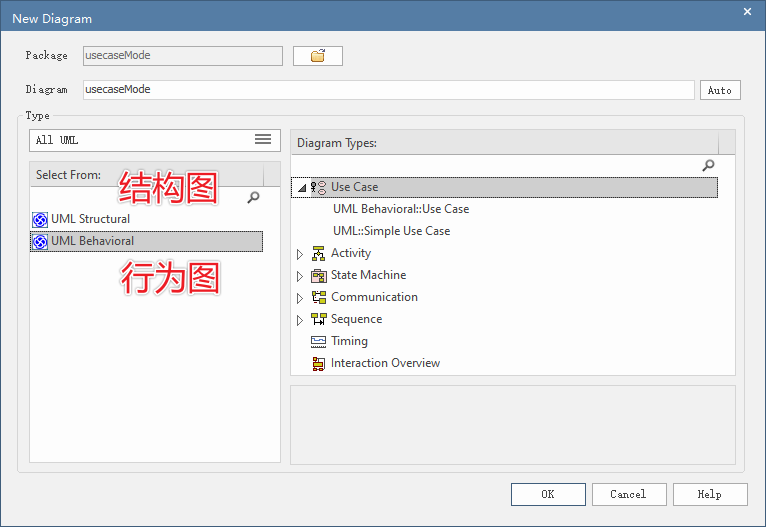 New Diagram
Package
usecaseMode
Diagram
usecaseMode
Auto
Type
All UML
Select From:
结构图
UML Structural
UML Behavioral
行为图
Diagram Types:
Use Case
UML Behavioral::Use Case
UML::Simple Use Case
Activity
State Machine
Communication
Sequence
Timing
Interaction Overview
OK
Cancel
Help